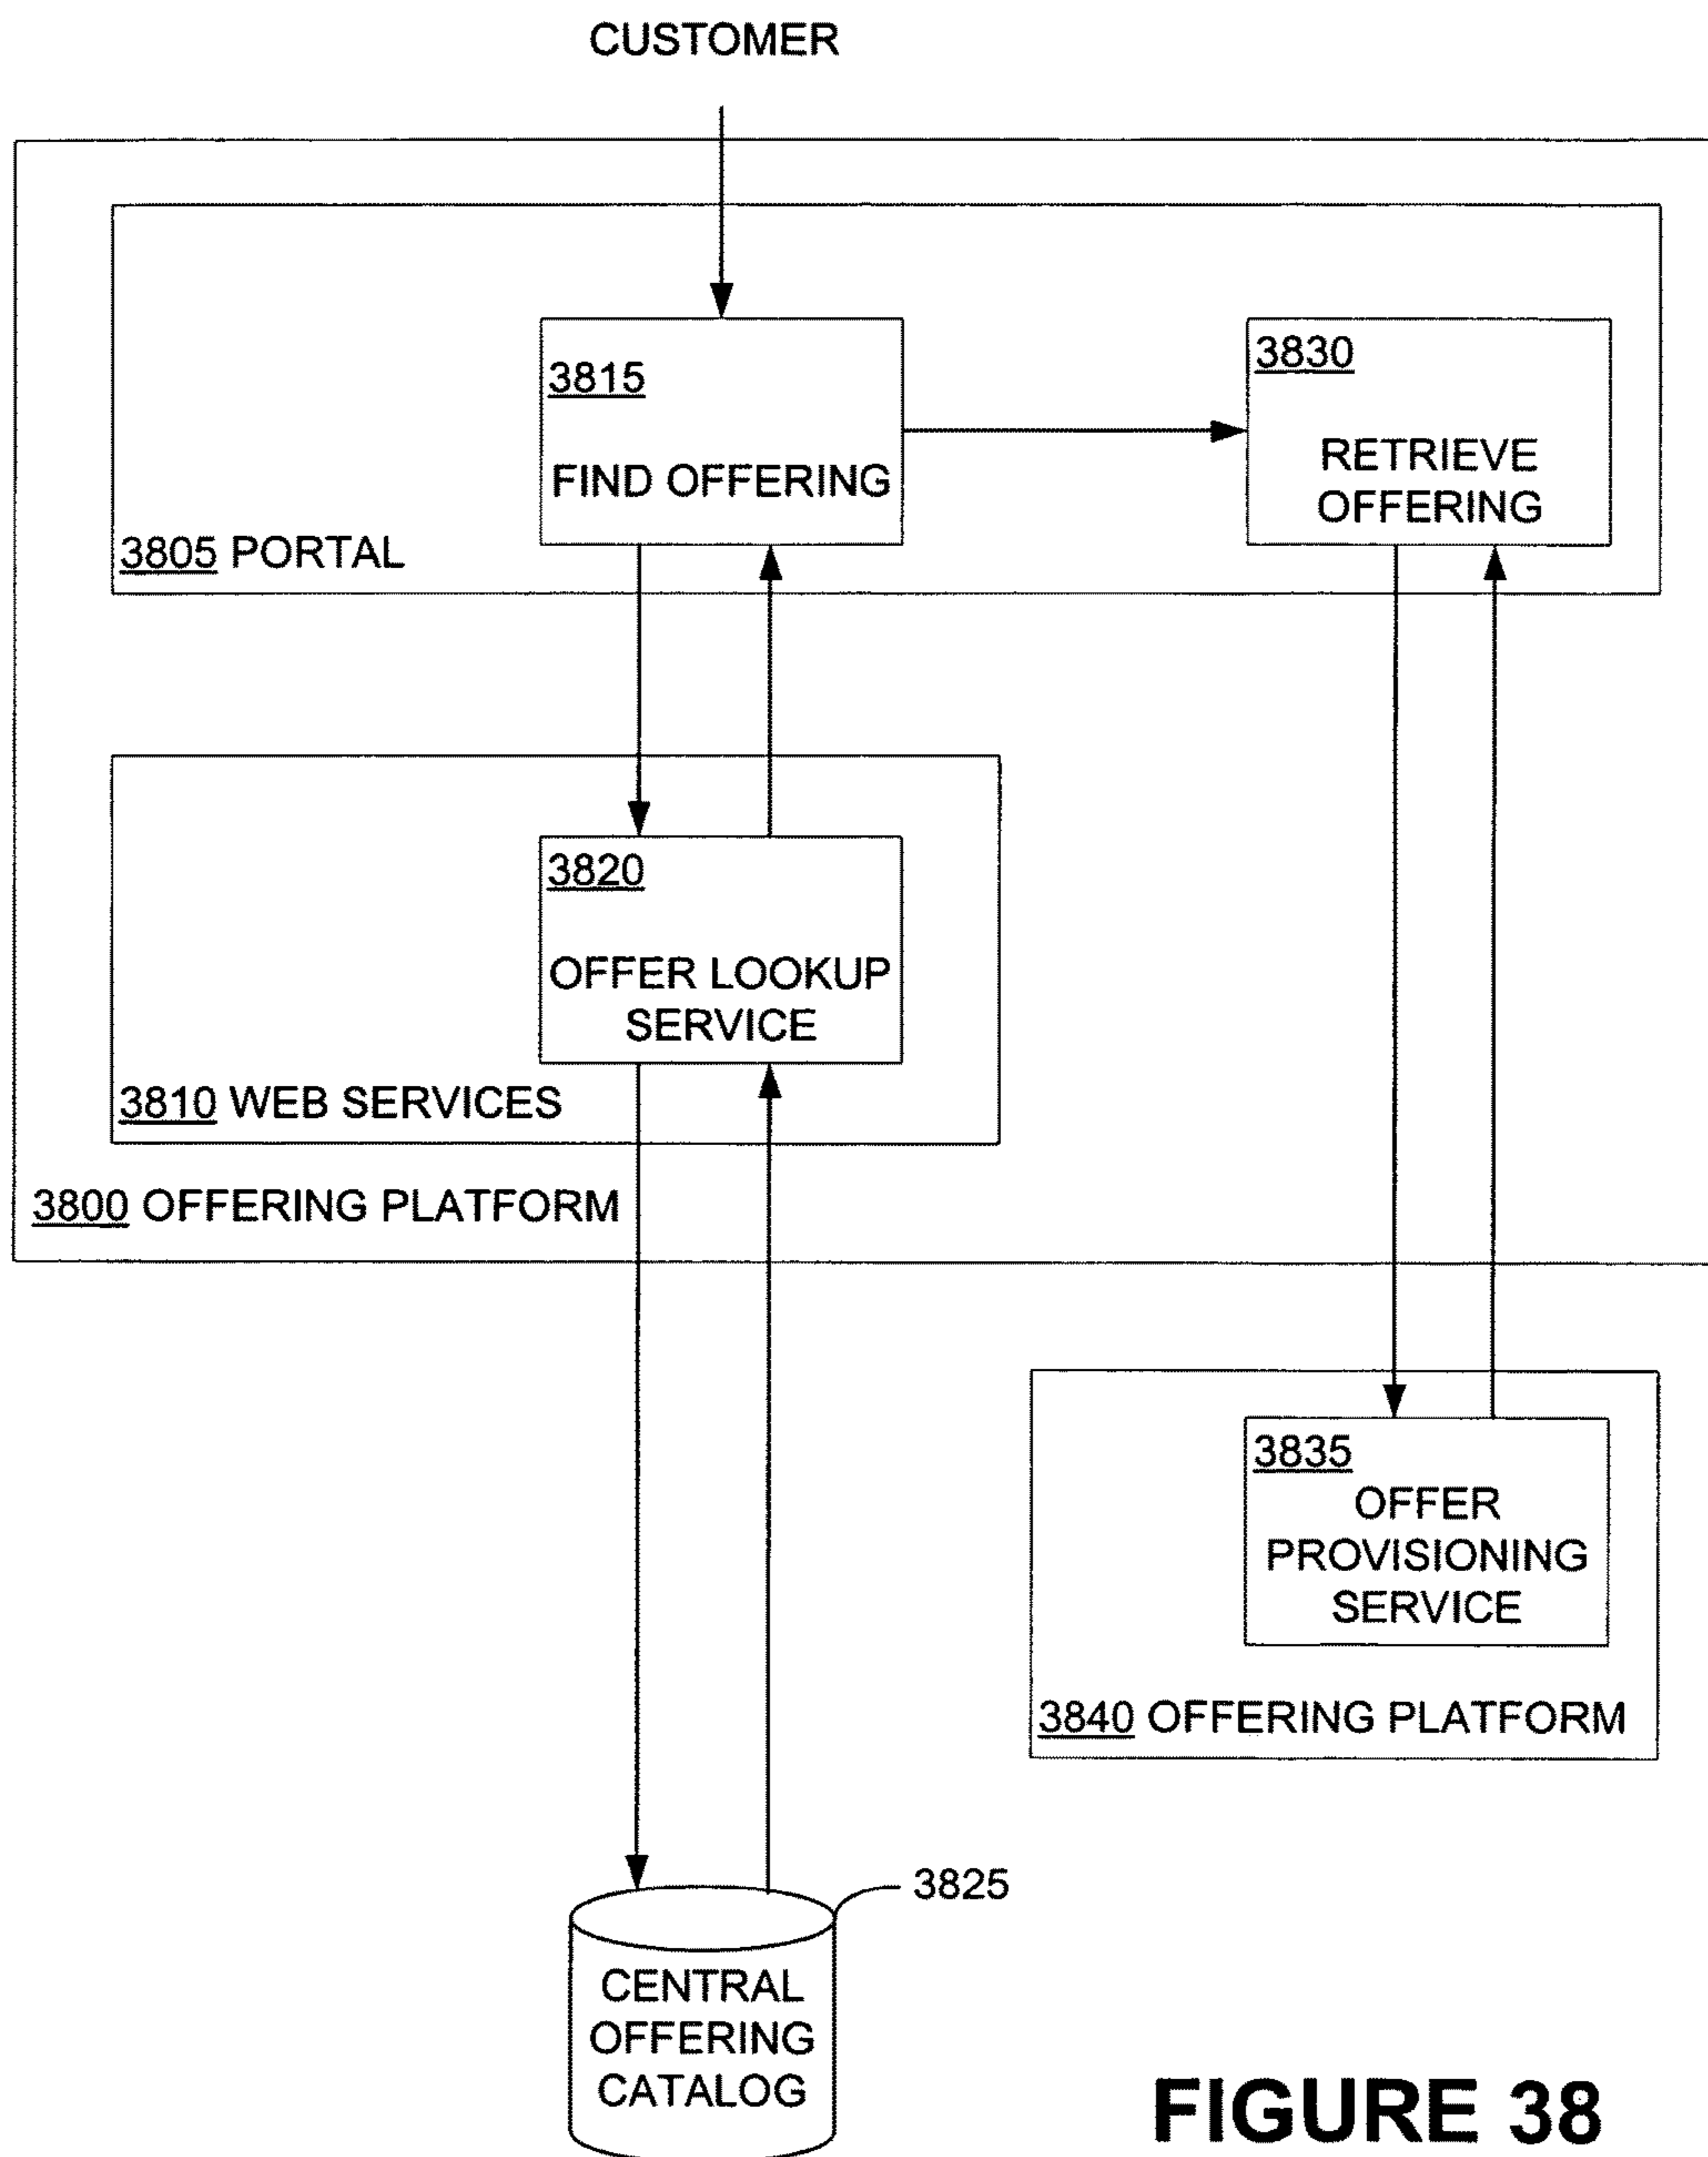 CUSTOMER
3815
FIND OFFERING
3830
RETRIEVE
OFFERING
3805 PORTAL
3820
OFFER LOOKUP
SERVICE
3810 WEB SERVICES
3800 OFFERING PLATFORM
3835
OFFER
PROVISIONING
SERVICE
3840 OFFERING PLATFORM
3825
CENTRAL
OFFERING
CATALOG
FIGURE 38